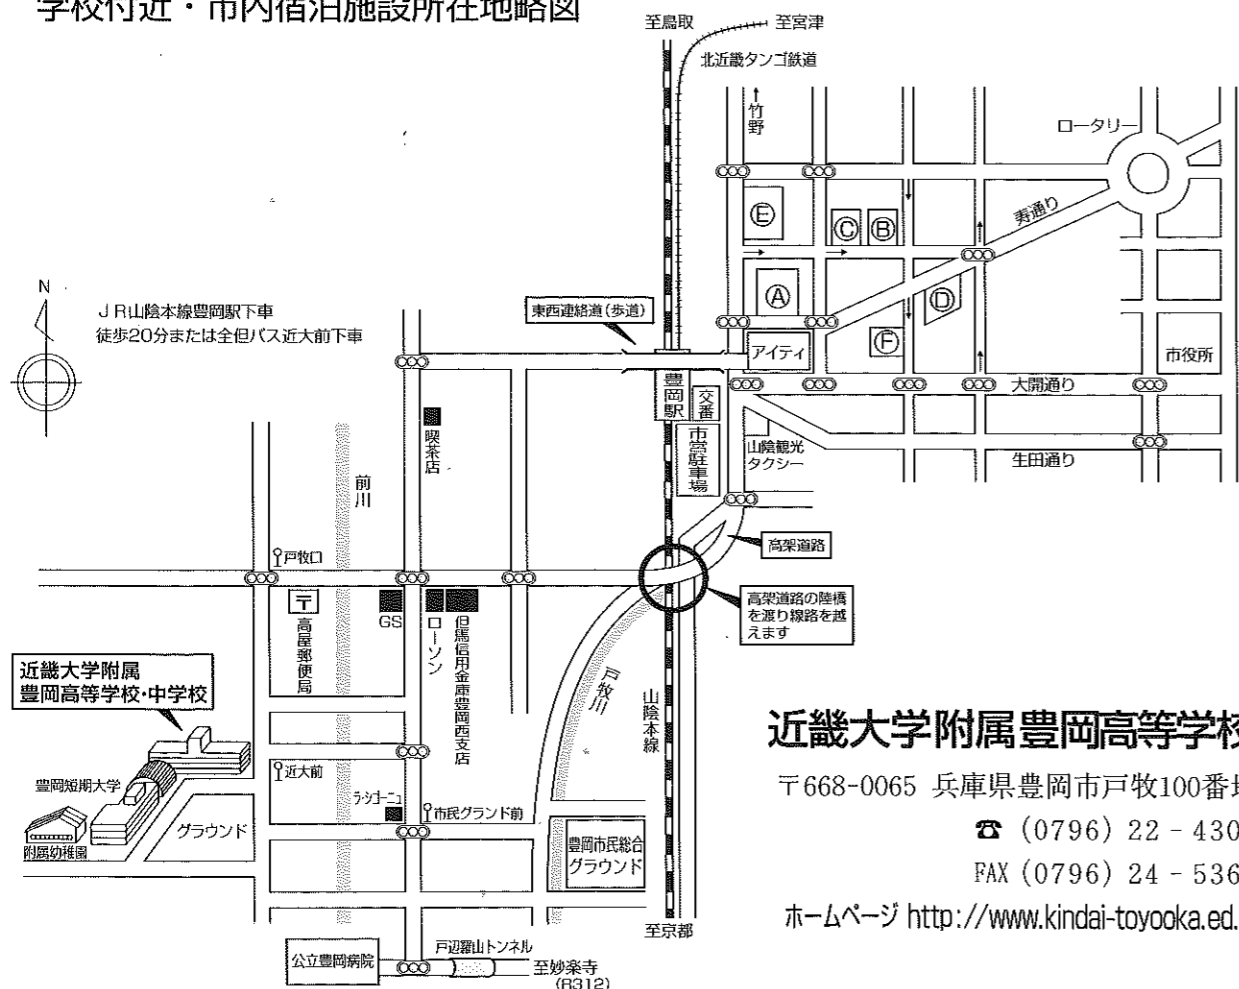 学校付近・市内宿泊施設所在地略図
至鳥取
至宮津
北近畿タンゴ鉄道
↑竹野
ロータリー
寿通り
E
C
B
A
D
F
N
JR山陰本線豊岡駅下車
徒歩20分または全但バス近大前下車
東西連絡道(歩道)
アイティ
市役所
大開通り
豊岡駅
交番
市営駐車場
山陰観光
タクシー
生田通り
喫茶店
前川
高架道路
戸牧口
高架道路の陸橋
を渡り線路を越
えます
〒
高屋郵便局
GS
ローソン
但馬信用金庫豊岡西支店
戸牧川
山陰本線
近畿大学附属
豊岡高等学校・中学校
豊岡短期大学
附属幼稚園
グラウンド
近大前
ラ・シゴーニュ
市民グランド前
豊岡市民総合
グラウンド
至京都
公立豊岡病院
戸辺羅山トンネル
至妙楽寺
(R312)
近畿大学附属豊岡高等学校
〒668-0065 兵庫県豊岡市戸牧100番地
☎ (0796) 22-430
FAX (0796) 24-536
ホームページ http://www.kindai-toyooka.ed.